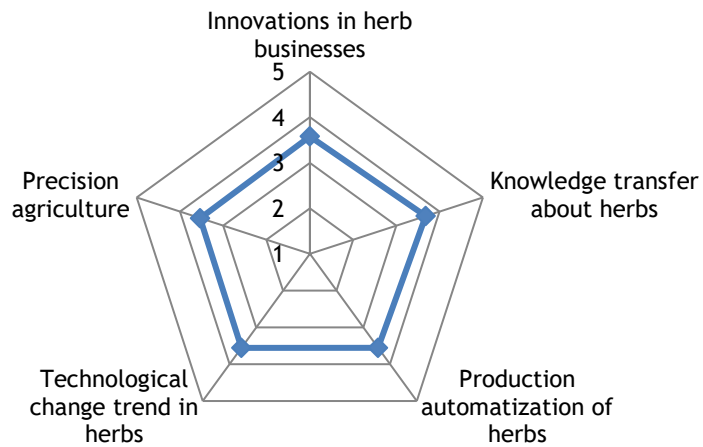 Innovations in herb
businesses
5
4
3
2
1
Knowledge transfer
about herbs
Production
automatization of
herbs
Technological
change trend in
herbs
Precision
agriculture